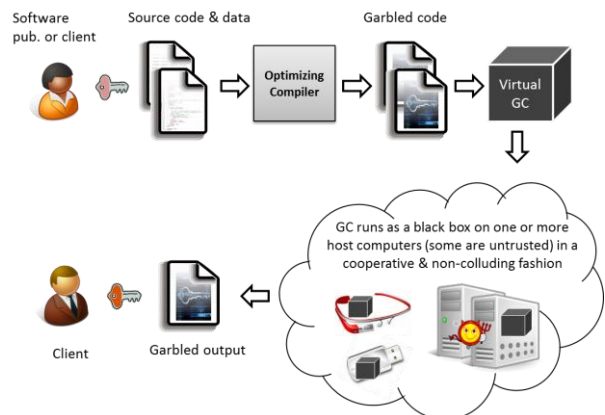 Software
pub. or client
Source code & data
Garbled code
Optimizing
Compiler
Virtual
GC
GC runs as a black box on one or more
host computers (some are untrusted) in a
cooperative & non-colluding fashion
Client
Garbled output